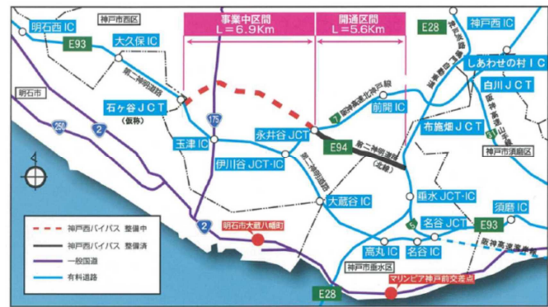 事業中区間
L=6.9Km
開通区間
L=5.6Km
E28
神戸西IC
明石西IC
神戸市西区
E93
大久保IC
第二神明道路
しあわせの村IC
白川JCT
明石市
石ヶ谷JCT
(仮称)
175
前開IC
7
布施畑JCT
神戸市須磨区
250
2
玉津IC
永井谷JCT
E94
第二神明道路
(北線)
伊川谷JCT・IC
第二神明道路
垂水JCT・IC
大蔵谷IC
須磨IC
名谷JCT
E93
5
2
明石市大蔵八幡町
高丸IC
名谷IC
阪神高速
神戸市垂水区
E28
マリンピア神戸前交差点
神戸西バイパス 整備中
神戸西バイパス 整備済
一般国道
有料道路